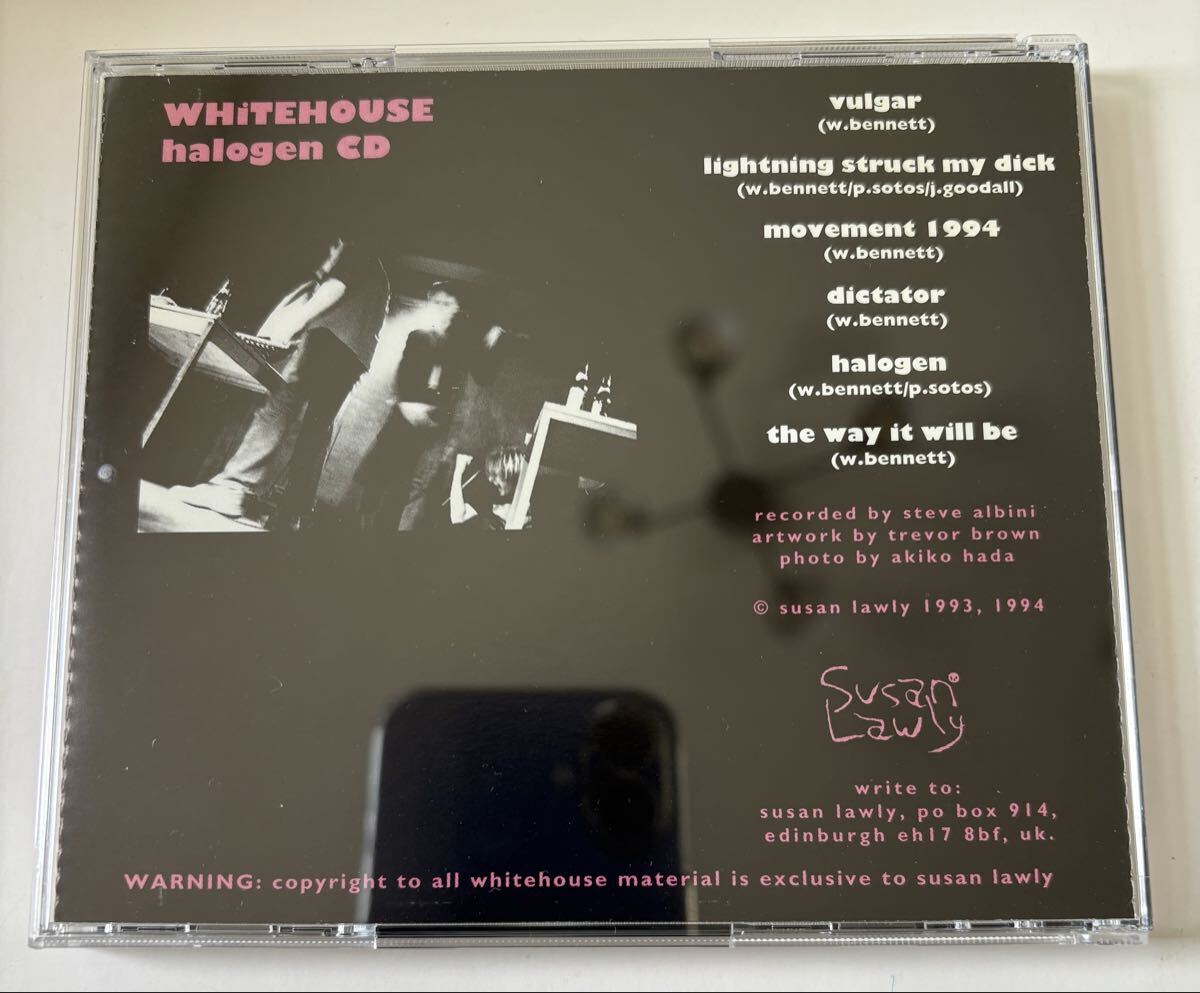 WHiTEHOUSE
halogen CD
vulgar
(w.bennett)
lightning struck my dick
(w.bennett/p.sotos/j.goodall)
movement 1994
(w.bennett)
dictator
(w.bennett)
halogen
(w.bennett/p.sotos)
the way it will be
(w.bennett)
recorded by steve albini
artwork by trevor brown
photo by akiko hada
© susan lawly 1993, 1994
Susan®
Lawly
write to:
susan lawly, po box 914,
edinburgh eh17 8bf, uk.
WARNING: copyright to all whitehouse material is exclusive to susan lawly